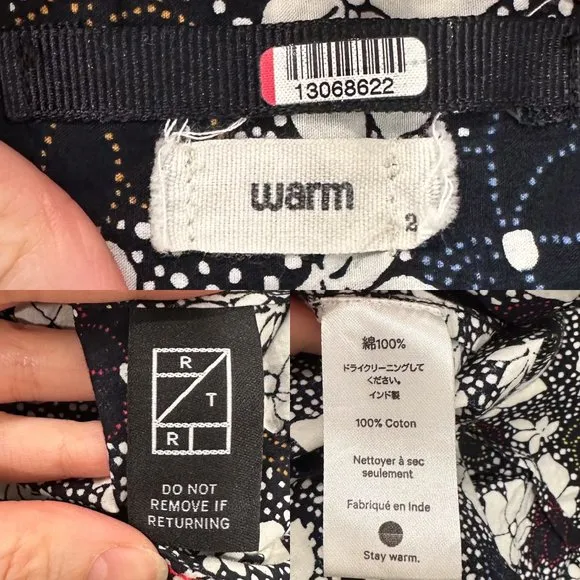 13068622
warm
2
R
T
R
DO NOT
REMOVE IF
RETURNING
綿100%
ドライクリーニングして
ください。
インド製
100% Coton
Nettoyer à sec
seulement
Fabriqué en Inde
Stay warm.